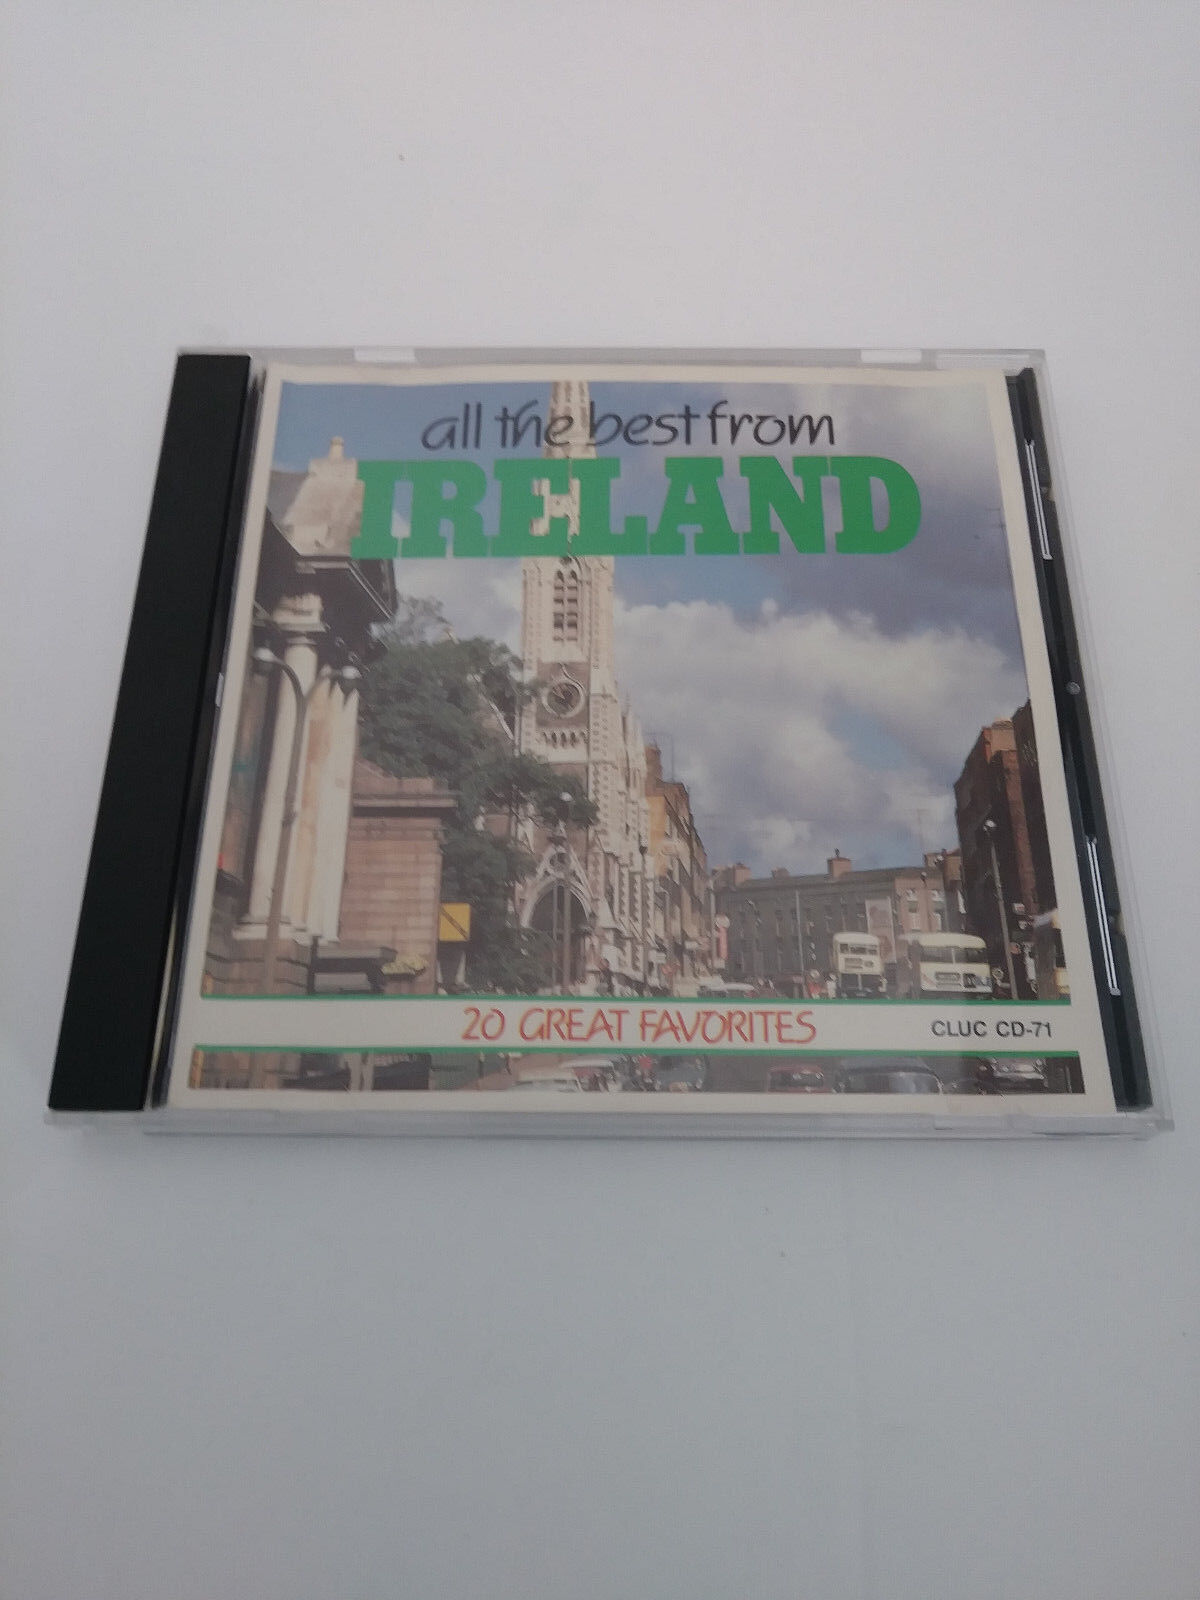 all the best from
IRELAND
20 GREAT FAVORITES
CLUC CD-71